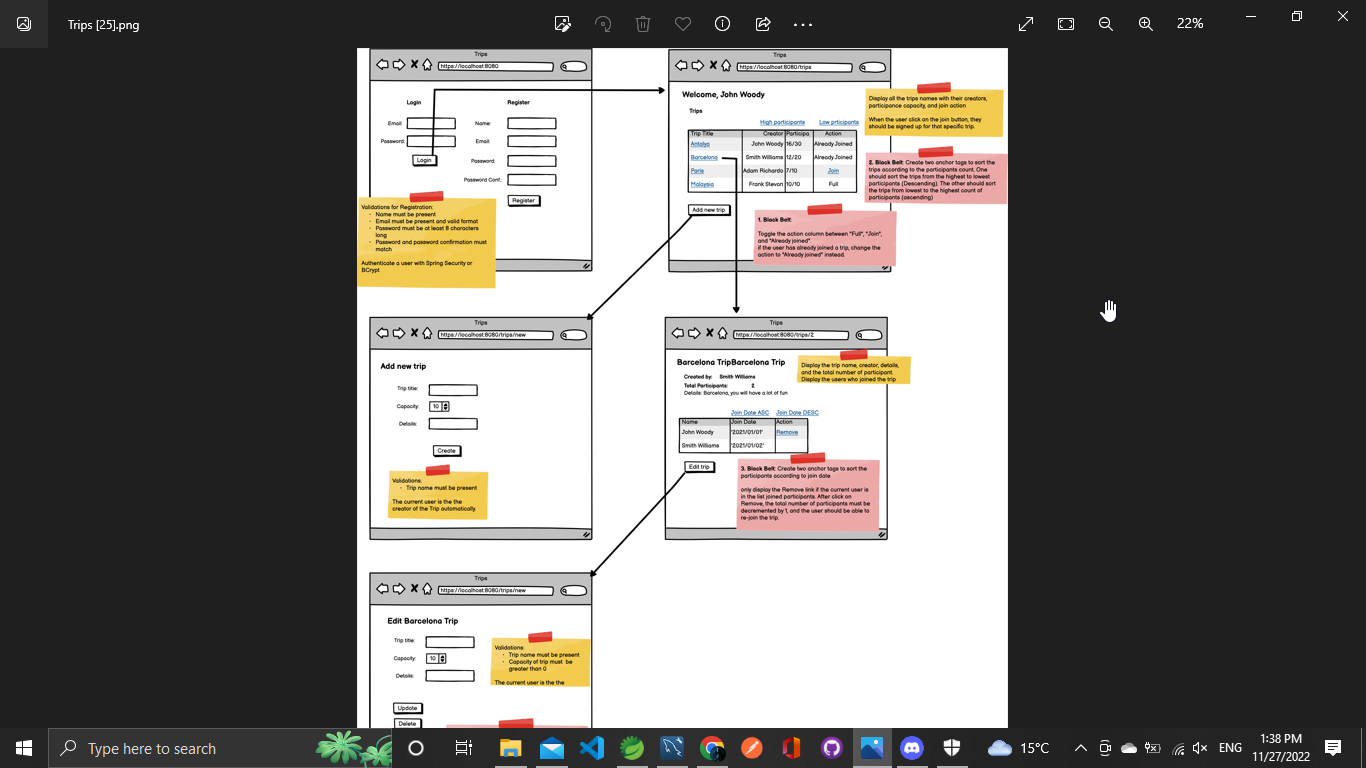 Trips [25].png
22%
Trips
https://localhost:8080
Login
Register
Email:
Password:
Login
Name:
Email:
Password:
Password Conf.:
Register
Validations for Registration:
· Name must be present
· Email must be present and valid format
· Password must be at least 8 characters
long
· Password and password confirmation must
match
Authenticate a user with Spring Security or
BCrypt
Trips
https://localhost:8080/trips
Welcome, John Woody
Trips
High participants
Low prticipants
Trip Title Creator Participa Action
Antalya John Woody 16/30 Already Joined
Barcelona Smith Williams 12/20 Already Joined
Paris Adam Richardo 7/10 Join
Malaysia Frank Stevan 10/10 Full
Add new trip
Display all the trips names with their creators,
participance capacity, and join action
When the user click on the join button, they
should be signed up for that specific trip.
2. Black Belt: Create two anchor tags to sort the
trips according to the participants count. One
should sort the trips from the highest to lowest
participants (Descending). The other should sort
the trips from lowest to the highest count of
participants (ascending)
1. Black Belt:
Toggle the action column between "Full", "Join",
and "Already joined".
if the user has already joined a trip, change the
action to "Already joined" instead.
Trips
https://localhost:8080/trips/new
Add new trip
Trip title:
Capacity: 10
Details:
Create
Validations:
· Trip name must be present
The current user is the the
creator of the Trip automatically.
Trips
https://localhost:8080/trips/2
Barcelona TripBarcelona Trip
Created by: Smith Williams
Total Participants: 2
Details: Barcelona, you will have a lot of fun
Display the trip name, creator, details,
and the total number of participant.
Display the users who joined the trip
Join Date ASC
Join Date DESC
Name Join Date Action
John Woody '2021/01/01' Remove
Smith Williams '2021/01/02'
Edit trip
3. Black Belt: Create two anchor tags to sort the
participants according to join date
only display the Remove link if the current user is
in the list joined participants. After click on
Remove, the total number of participants must be
decremented by 1, and the user should be able to
re-join the trip.
Trips
https://localhost:8080/trips/new
Edit Barcelona Trip
Trip title:
Capacity: 10
Details:
Update
Delete
Validations:
· Trip name must be present
· Capacity of trip must be
greater than 0
The current user is the the
Type here to search
15°C
ENG
1:38 PM
11/27/2022